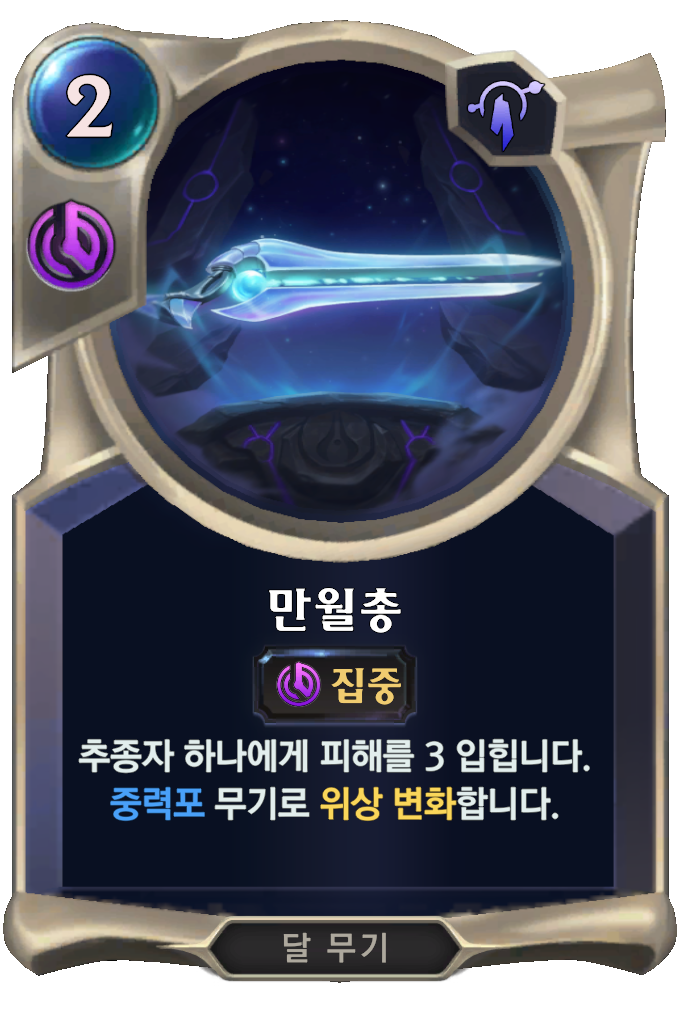 2
만월총
집중
추종자 하나에게 피해를 3 입힙니다.
중력포 무기로 위상 변화합니다.
달 무기